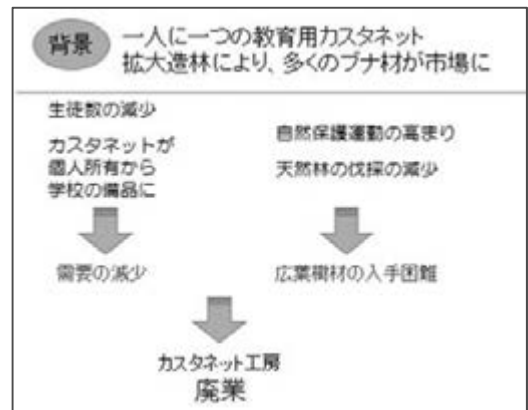 背景
一人に一つの教育用カスタネット
拡大造林により、多くのブナ材が市場に
生徒数の減少
カスタネットが
個人所有から
学校の備品に
自然保護運動の高まり
天然林の伐採の減少
需要の減少
広葉樹材の入手困難
カスタネット工房
廃業